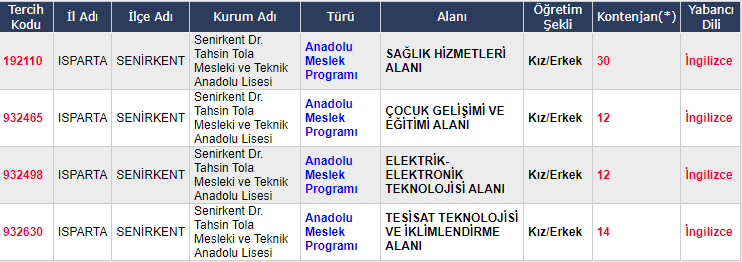 Tercih Kodu İl Adı İlçe Adı Kurum Adı Türü Alanı Öğretim Şekli Kontenjan(*) Yabancı Dili
192110 ISPARTA SENİRKENT Senirkent Dr. Tahsin Tola Mesleki ve Teknik Anadolu Lisesi Anadolu Meslek Programı SAĞLIK HİZMETLERİ ALANI Kız/Erkek 30 İngilizce
932465 ISPARTA SENİRKENT Senirkent Dr. Tahsin Tola Mesleki ve Teknik Anadolu Lisesi Anadolu Meslek Programı ÇOCUK GELİŞİMİ VE EĞİTİMİ ALANI Kız/Erkek 12 İngilizce
932498 ISPARTA SENİRKENT Senirkent Dr. Tahsin Tola Mesleki ve Teknik Anadolu Lisesi Anadolu Meslek Programı ELEKTRİK-ELEKTRONİK TEKNOLOJİSİ ALANI Kız/Erkek 12 İngilizce
932630 ISPARTA SENİRKENT Senirkent Dr. Tahsin Tola Mesleki ve Teknik Anadolu Lisesi Anadolu Meslek Programı TESİSAT TEKNOLOJİSİ VE İKLİMLENDİRME ALANI Kız/Erkek 14 İngilizce